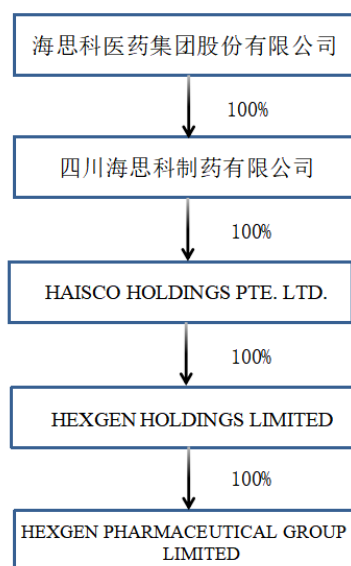 海思科医药集团股份有限公司
100%
四川海思科制药有限公司
100%
HAISCO HOLDINGS PTE. LTD.
100%
HEXGEN HOLDINGS LIMITED
100%
HEXGEN PHARMACEUTICAL GROUP
LIMITED